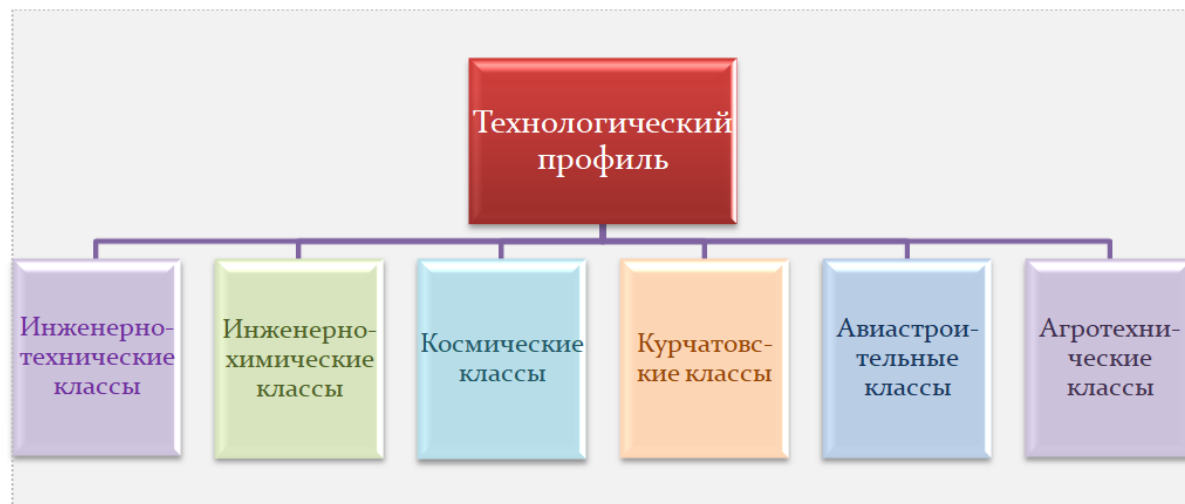 Технологический
профиль
Инженерно-
технические
классы
Инженерно-
химические
классы
Космические
классы
Курчатовс-
кие классы
Авиастрои-
тельные
классы
Агротехни-
ческие
классы